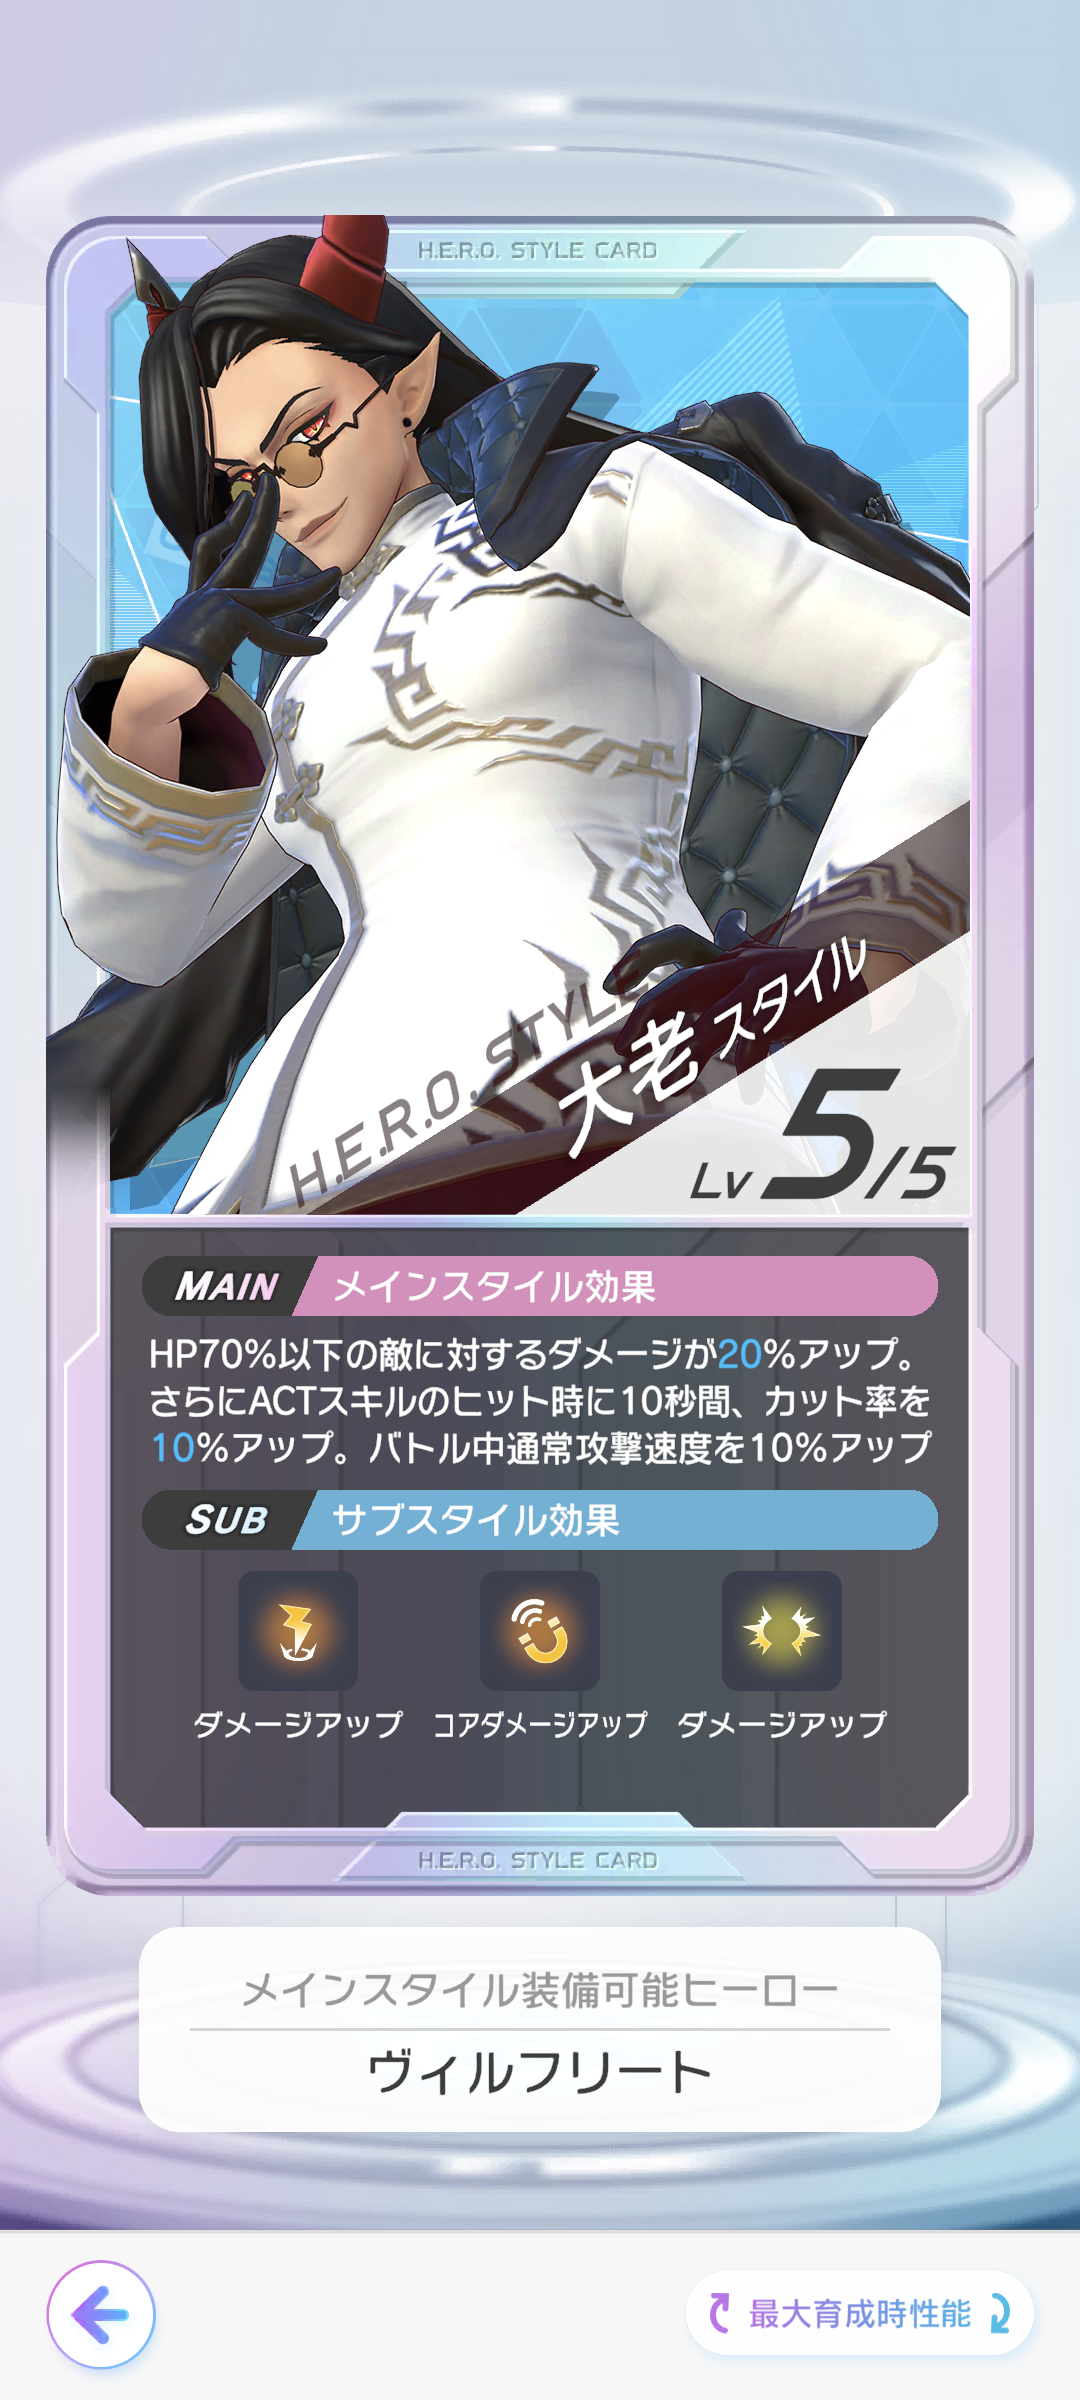 H.E.R.O. STYLE CARD
H.E.R.O. STYLE
大老スタイル
Lv 5/5
MAIN メインスタイル効果
HP70%以下の敵に対するダメージが20%アップ。
さらにACTスキルのヒット時に10秒間、カット率を
10%アップ。バトル中通常攻撃速度を10%アップ
SUB サブスタイル効果
ダメージアップ コアダメージアップ ダメージアップ
H.E.R.O. STYLE CARD
メインスタイル装備可能ヒーロー
ヴィルフリート
最大育成時性能